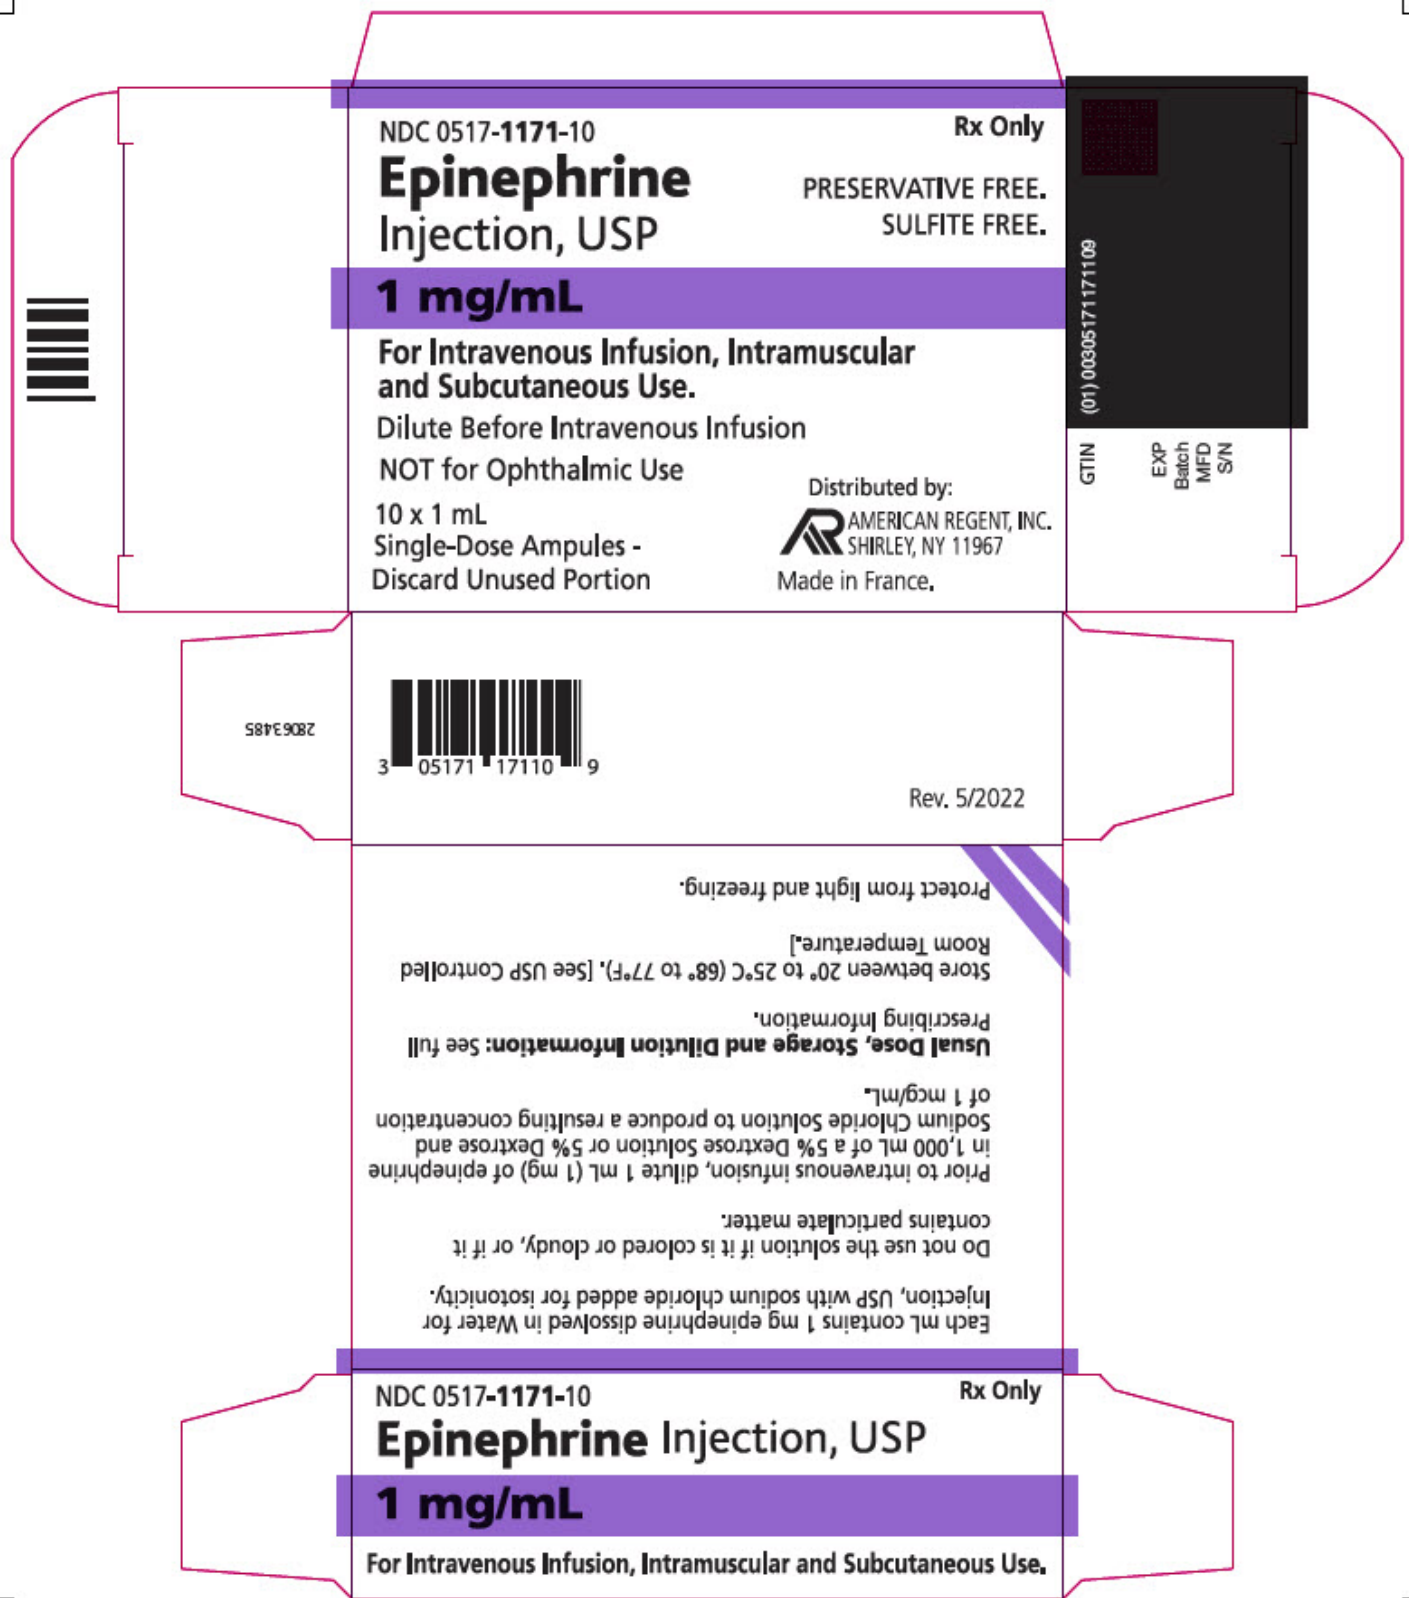 NDC 0517-1171-10
Rx Only
Epinephrine
Injection, USP
PRESERVATIVE FREE.
SULFITE FREE.
1 mg/mL
For Intravenous Infusion, Intramuscular
and Subcutaneous Use.
Dilute Before Intravenous Infusion
NOT for Ophthalmic Use
10 x 1 mL
Single-Dose Ampules -
Discard Unused Portion
Distributed by:
AR AMERICAN REGENT, INC.
SHIRLEY, NY 11967
Made in France.
GTIN (01) 00305171171109
EXP
Batch
MFD
S/N
28063485
3 05171 17110 9
Rev. 5/2022
Each mL contains 1 mg epinephrine dissolved in Water for
Injection, USP with sodium chloride added for isotonicity.
Do not use the solution if it is colored or cloudy, or if it
contains particulate matter.
Prior to intravenous infusion, dilute 1 mL (1 mg) of epinephrine
in 1,000 mL of a 5% Dextrose Solution or 5% Dextrose and
Sodium Chloride Solution to produce a resulting concentration
of 1 mcg/mL.
Usual Dose, Storage and Dilution Information: See full
Prescribing Information.
Store between 20° to 25°C (68° to 77°F). [See USP Controlled
Room Temperature.]
Protect from light and freezing.
NDC 0517-1171-10
Rx Only
Epinephrine Injection, USP
1 mg/mL
For Intravenous Infusion, Intramuscular and Subcutaneous Use.